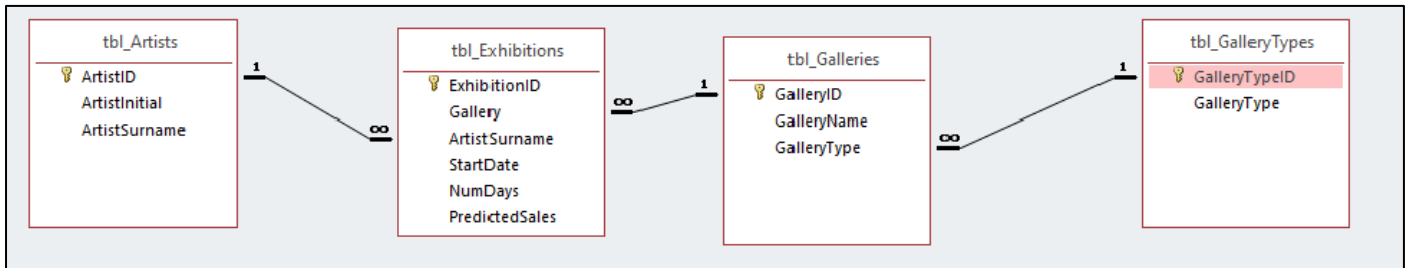 tbl_Artists
ArtistID
ArtistInitial
ArtistSurname
1
∞
tbl_Exhibitions
ExhibitionID
Gallery
ArtistSurname
StartDate
NumDays
PredictedSales
∞
1
tbl_Galleries
GalleryID
GalleryName
GalleryType
∞
1
tbl_GalleryTypes
GalleryTypeID
GalleryType